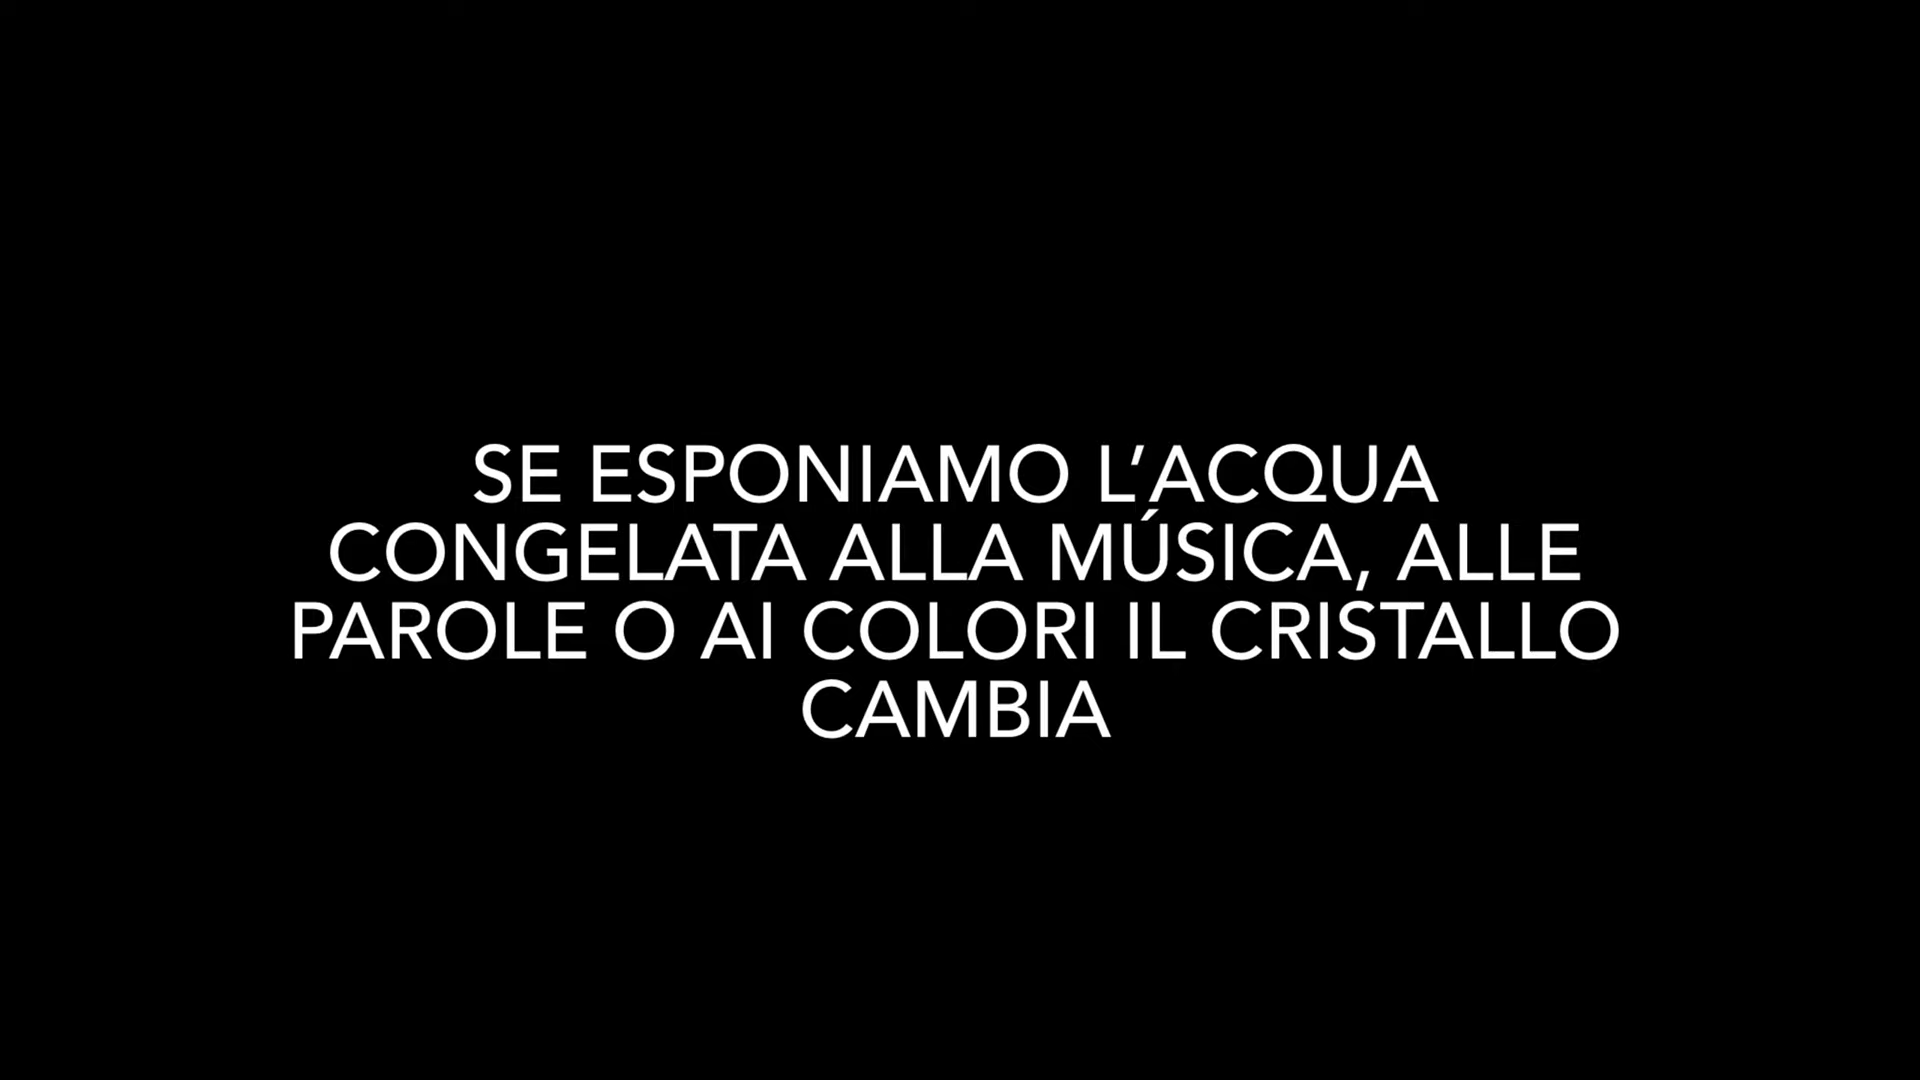 SE ESPONIAMO L’ACQUA
CONGELATA ALLA MÚSICA, ALLE
PAROLE O AI COLORI IL CRISTALLO
CAMBIA